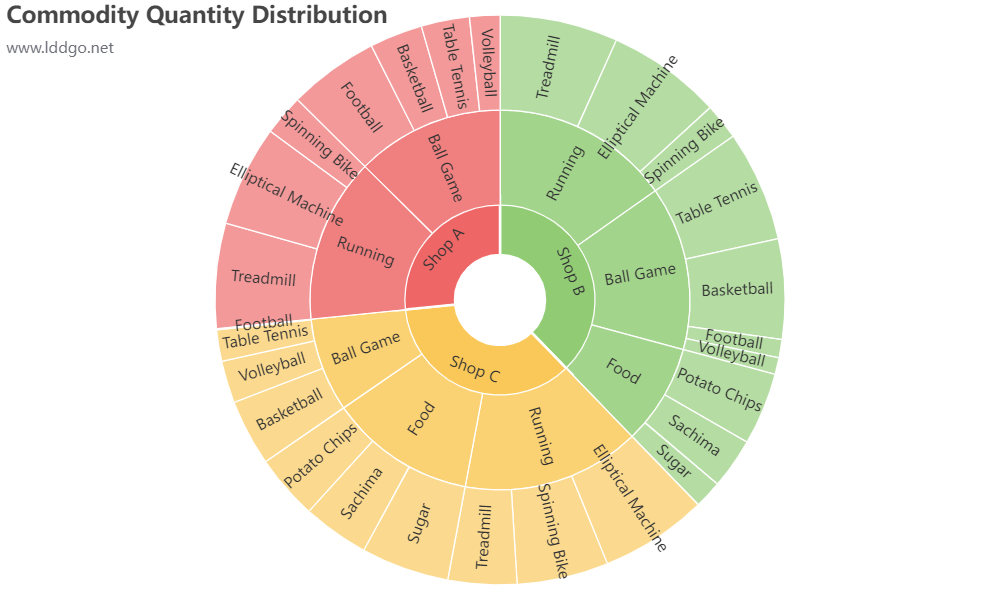 Commodity Quantity Distribution
www.lddgo.net
Shop B
Running
Treadmill
Elliptical Machine
Spinning Bike
Ball Game
Table Tennis
Basketball
Football
Volleyball
Food
Potato Chips
Sachima
Sugar
Shop C
Running
Elliptical Machine
Spinning Bike
Treadmill
Food
Sugar
Sachima
Potato Chips
Ball Game
Basketball
Volleyball
Table Tennis
Football
Shop A
Running
Treadmill
Elliptical Machine
Spinning Bike
Ball Game
Football
Basketball
Table Tennis
Volleyball